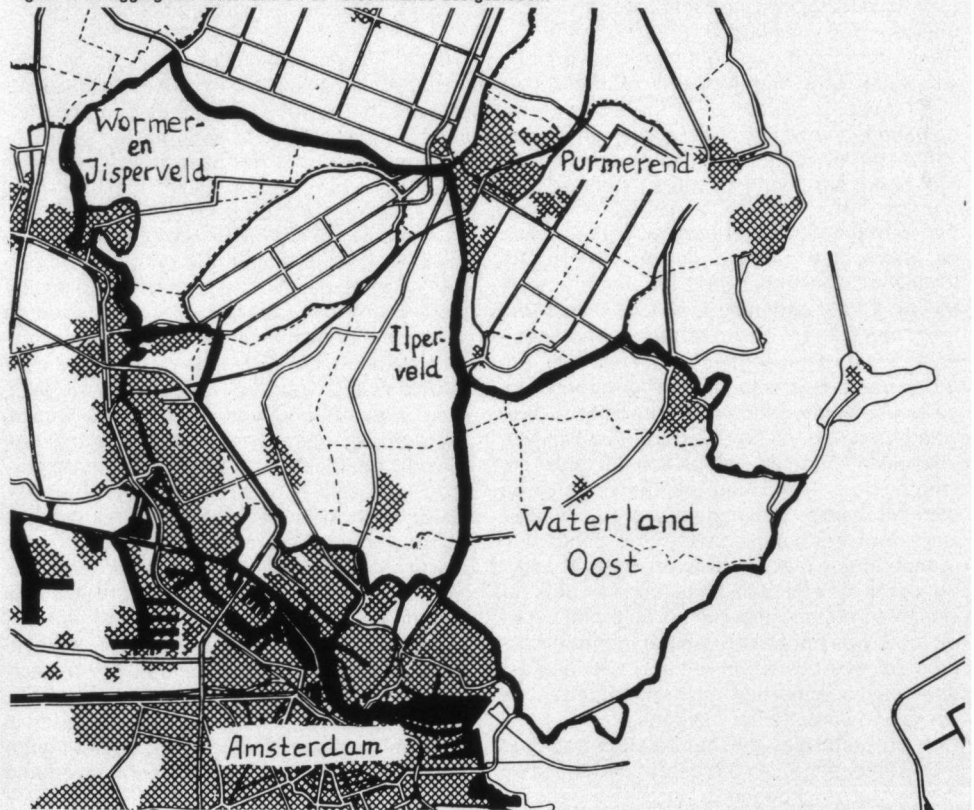 Wormer-
en
Jisperveld
Purmerend
Ilper-
veld
Waterland
Oost
Amsterdam